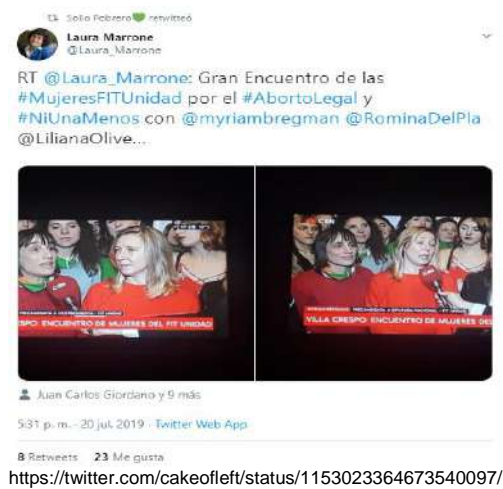 Sollo Pobrero💚 retwitteó
Laura Marrone
@Laura_Marrone
RT @Laura_Marrone: Gran Encuentro de las
#MujeresFITUnidad por el #AbortoLegal y
#NiUnaMenos con @myriambregman @RominaDelPla
@LilianaOlive...
ESPO: ENCUENTRO DE MUJERES DEL FIT UNIDAD
VILLA CRESPO: ENCUENTRO DE MUJERES DEL
Juan Carlos Giordano y 9 más
5:31 p. m. · 20 jul. 2019 · Twitter Web App
8 Retweets 23 Me gusta
https://twitter.com/cakeofleft/status/1153023364673540097/